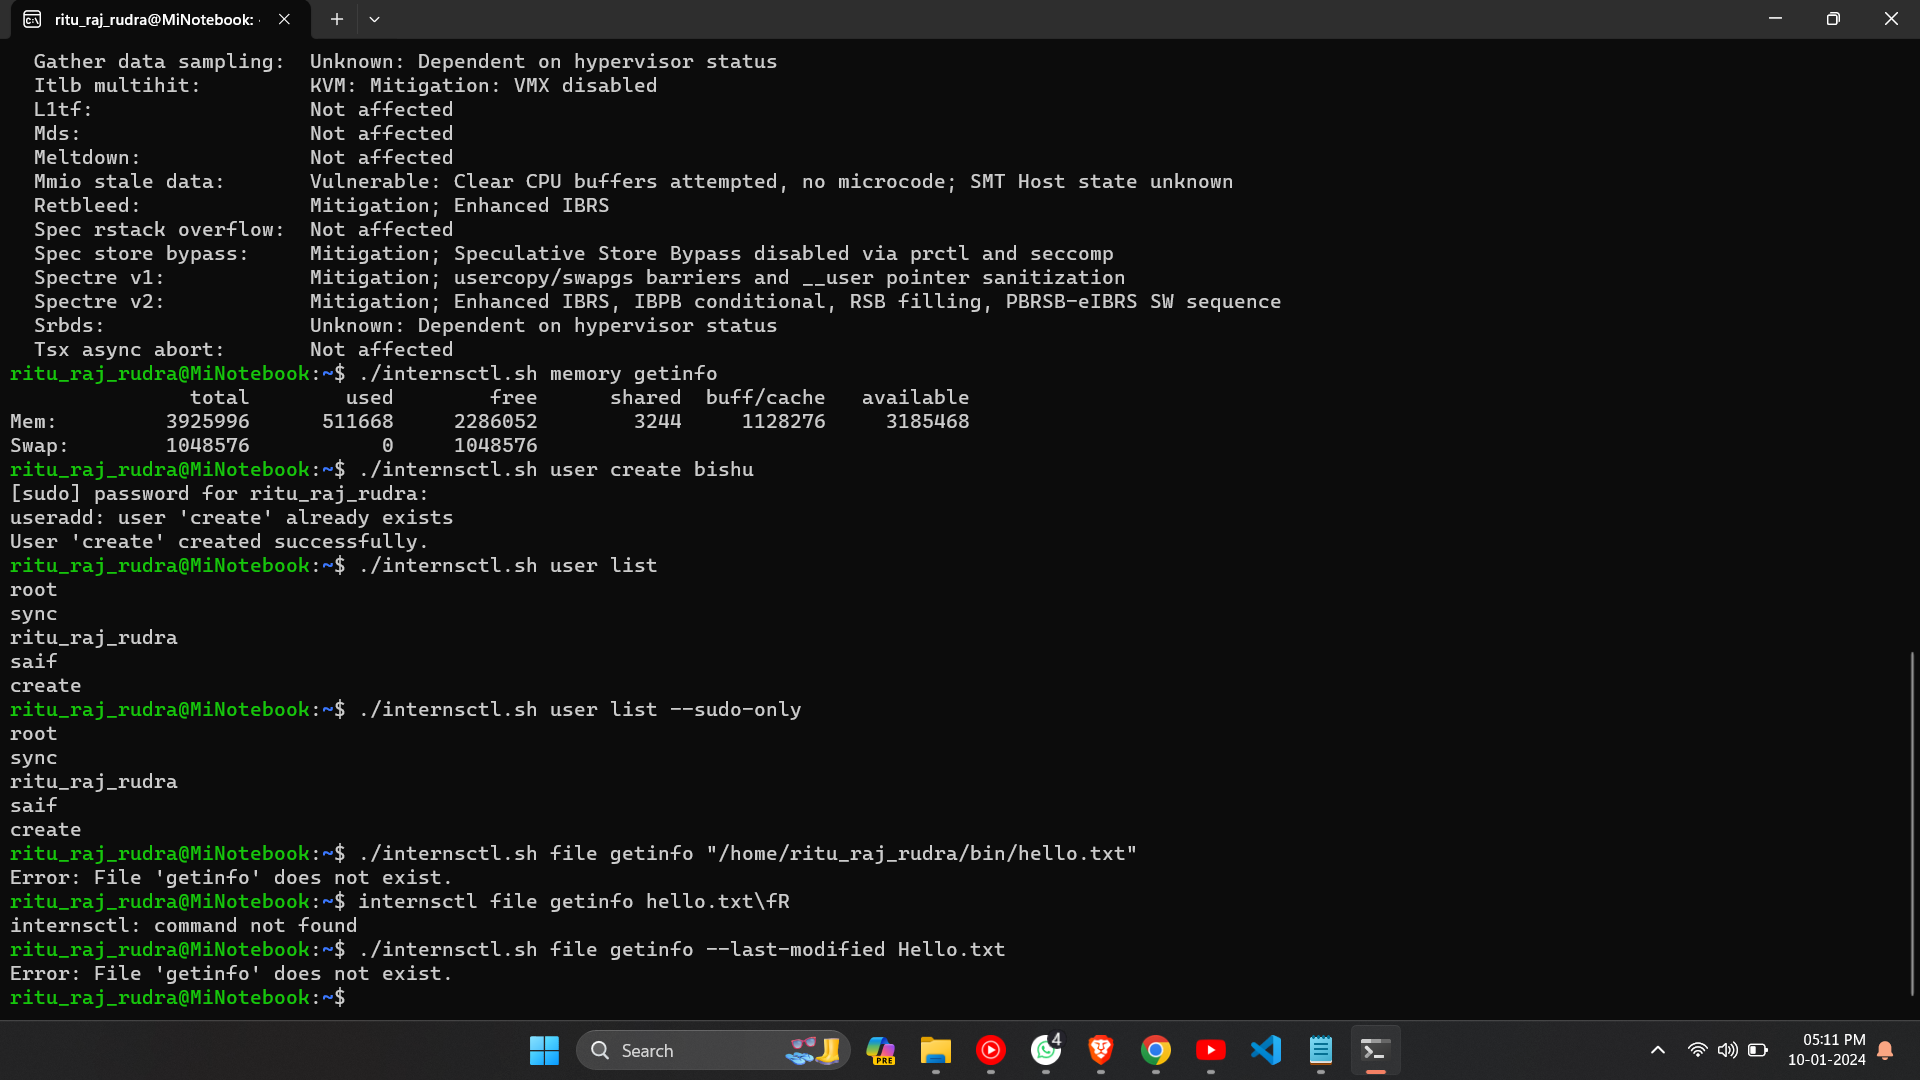 ritu_raj_rudra@MiNotebook: ·
Gather data sampling: Unknown: Dependent on hypervisor status
Itlb multihit: KVM: Mitigation: VMX disabled
L1tf: Not affected
Mds: Not affected
Meltdown: Not affected
Mmio stale data: Vulnerable: Clear CPU buffers attempted, no microcode; SMT Host state unknown
Retbleed: Mitigation; Enhanced IBRS
Spec rstack overflow: Not affected
Spec store bypass: Mitigation; Speculative Store Bypass disabled via prctl and seccomp
Spectre v1: Mitigation; usercopy/swapgs barriers and __user pointer sanitization
Spectre v2: Mitigation; Enhanced IBRS, IBPB conditional, RSB filling, PBRSB-eIBRS SW sequence
Srbds: Unknown: Dependent on hypervisor status
Tsx async abort: Not affected
ritu_raj_rudra@MiNotebook:~$ ./internsctl.sh memory getinfo
total used free shared buff/cache available
Mem: 3925996 511668 2286052 3244 1128276 3185468
Swap: 1048576 0 1048576
ritu_raj_rudra@MiNotebook:~$ ./internsctl.sh user create bishu
[sudo] password for ritu_raj_rudra:
useradd: user 'create' already exists
User 'create' created successfully.
ritu_raj_rudra@MiNotebook:~$ ./internsctl.sh user list
root
sync
ritu_raj_rudra
saif
create
ritu_raj_rudra@MiNotebook:~$ ./internsctl.sh user list --sudo-only
root
sync
ritu_raj_rudra
saif
create
ritu_raj_rudra@MiNotebook:~$ ./internsctl.sh file getinfo "/home/ritu_raj_rudra/bin/hello.txt"
Error: File 'getinfo' does not exist.
ritu_raj_rudra@MiNotebook:~$ internsctl file getinfo hello.txt\fR
internsctl: command not found
ritu_raj_rudra@MiNotebook:~$ ./internsctl.sh file getinfo --last-modified Hello.txt
Error: File 'getinfo' does not exist.
ritu_raj_rudra@MiNotebook:~$
Search
PRE
4
05:11 PM
10-01-2024